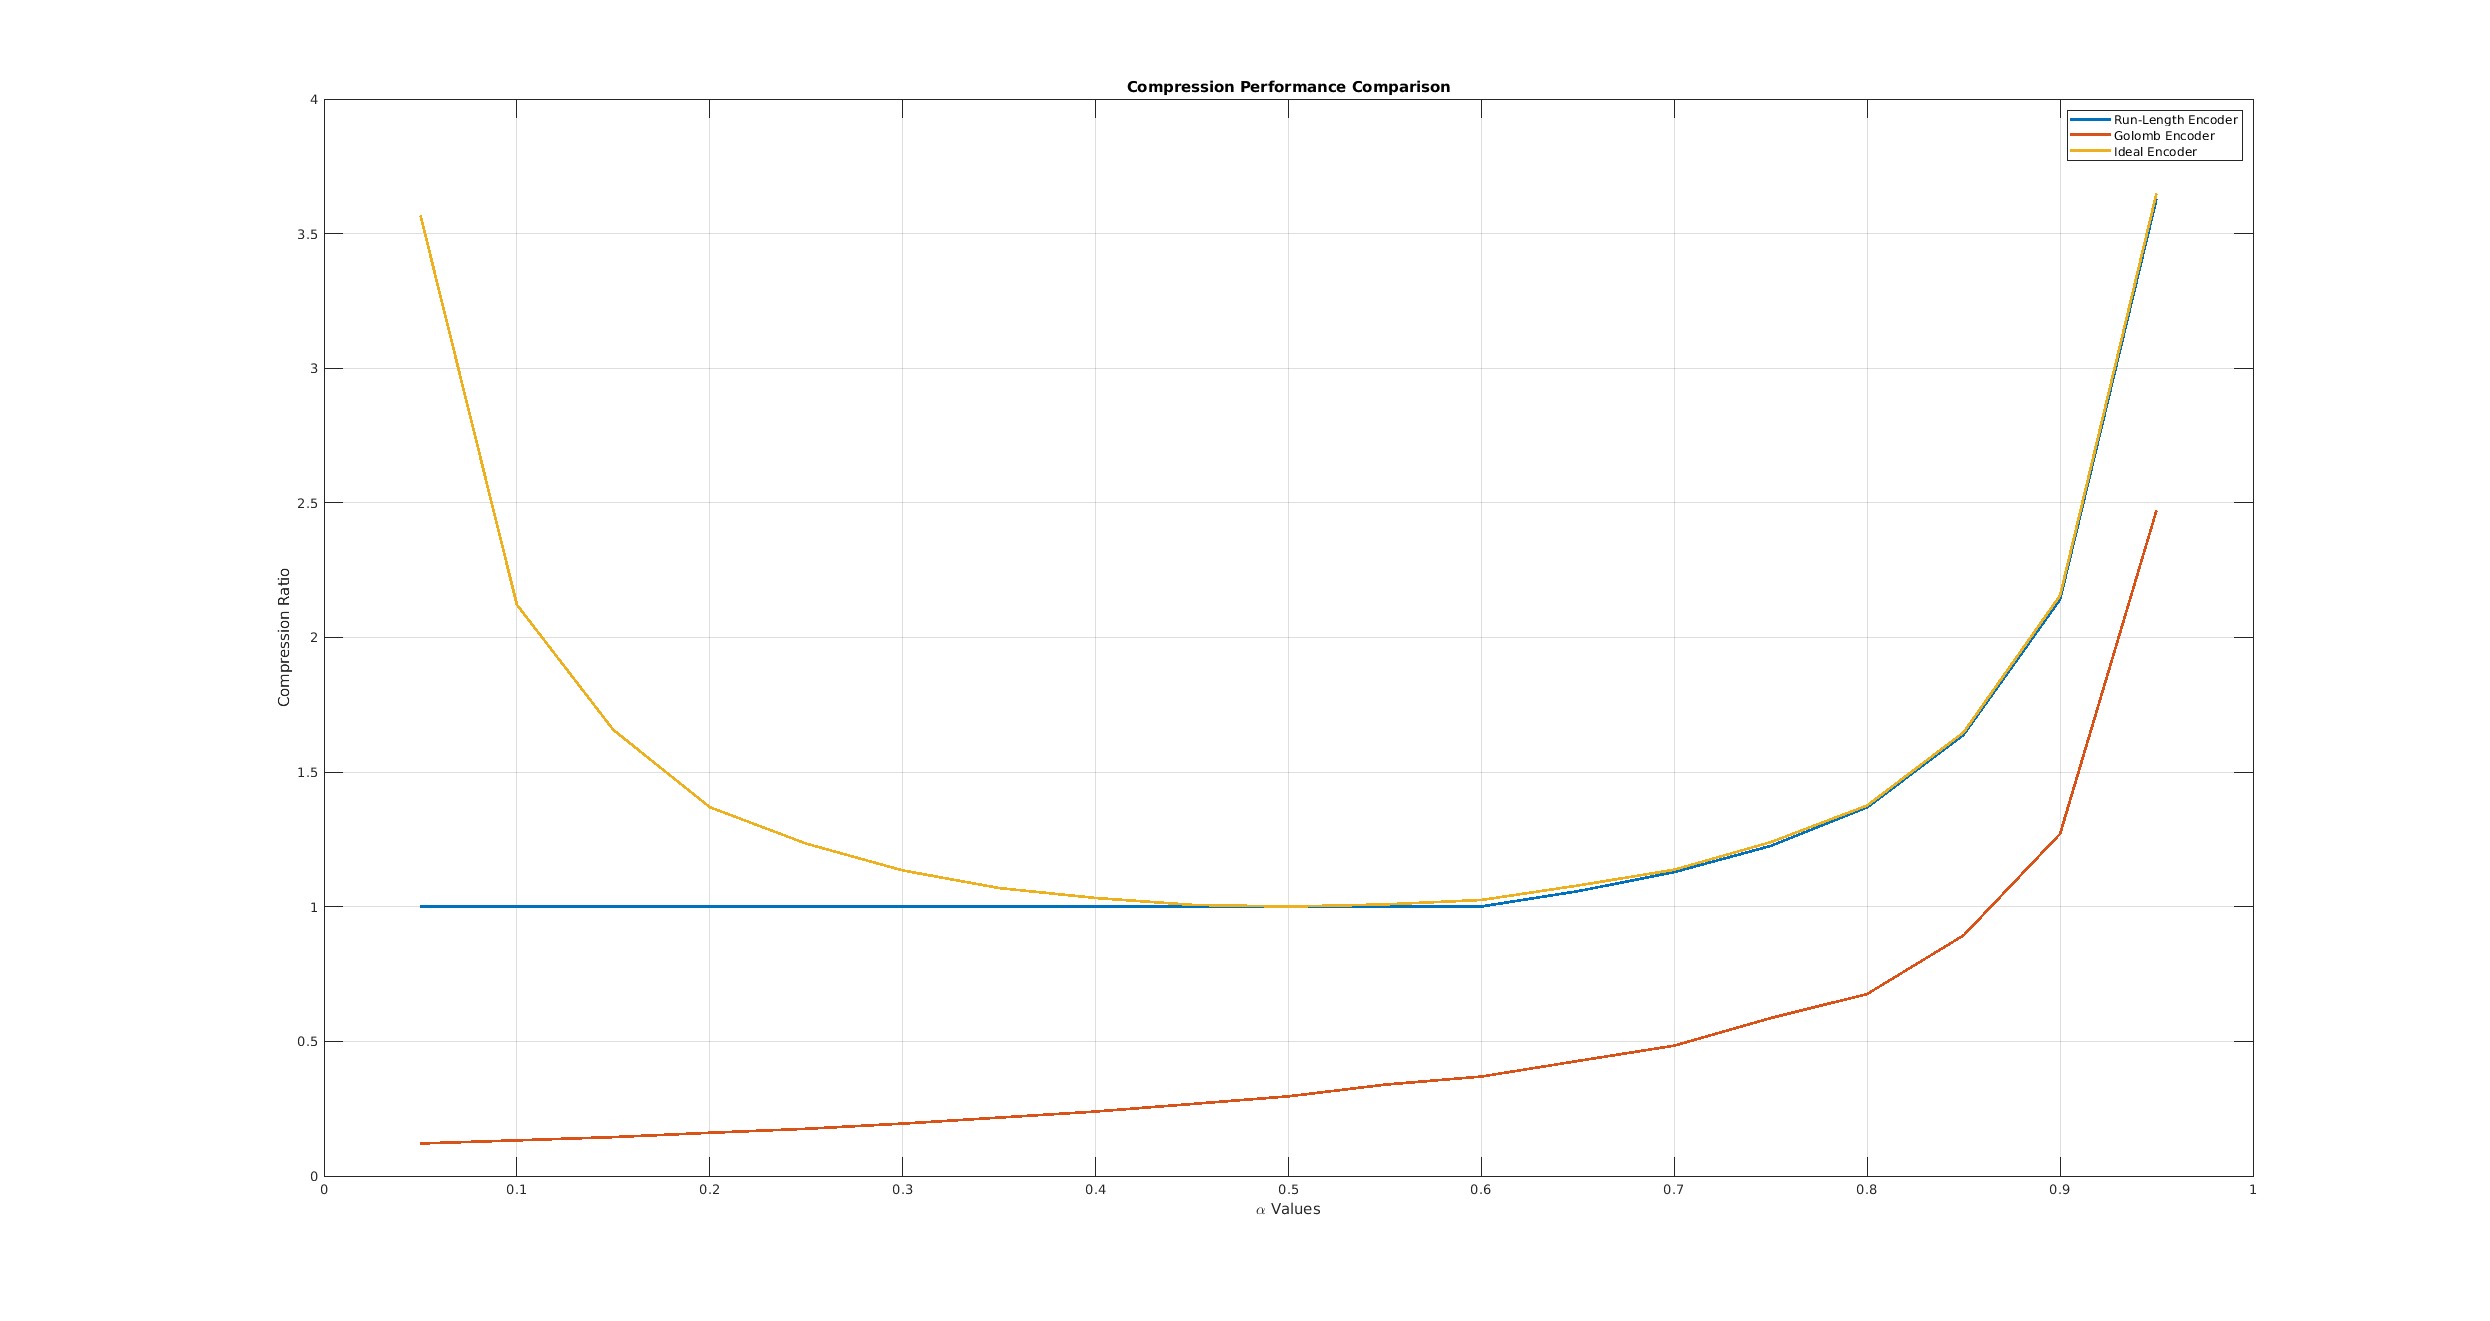 Compression Performance Comparison
Run-Length Encoder
Golomb Encoder
Ideal Encoder
Compression Ratio
4
3.5
3
2.5
2
1.5
1
0.5
0
0 0.1 0.2 0.3 0.4 0.5 0.6 0.7 0.8 0.9 1
α Values